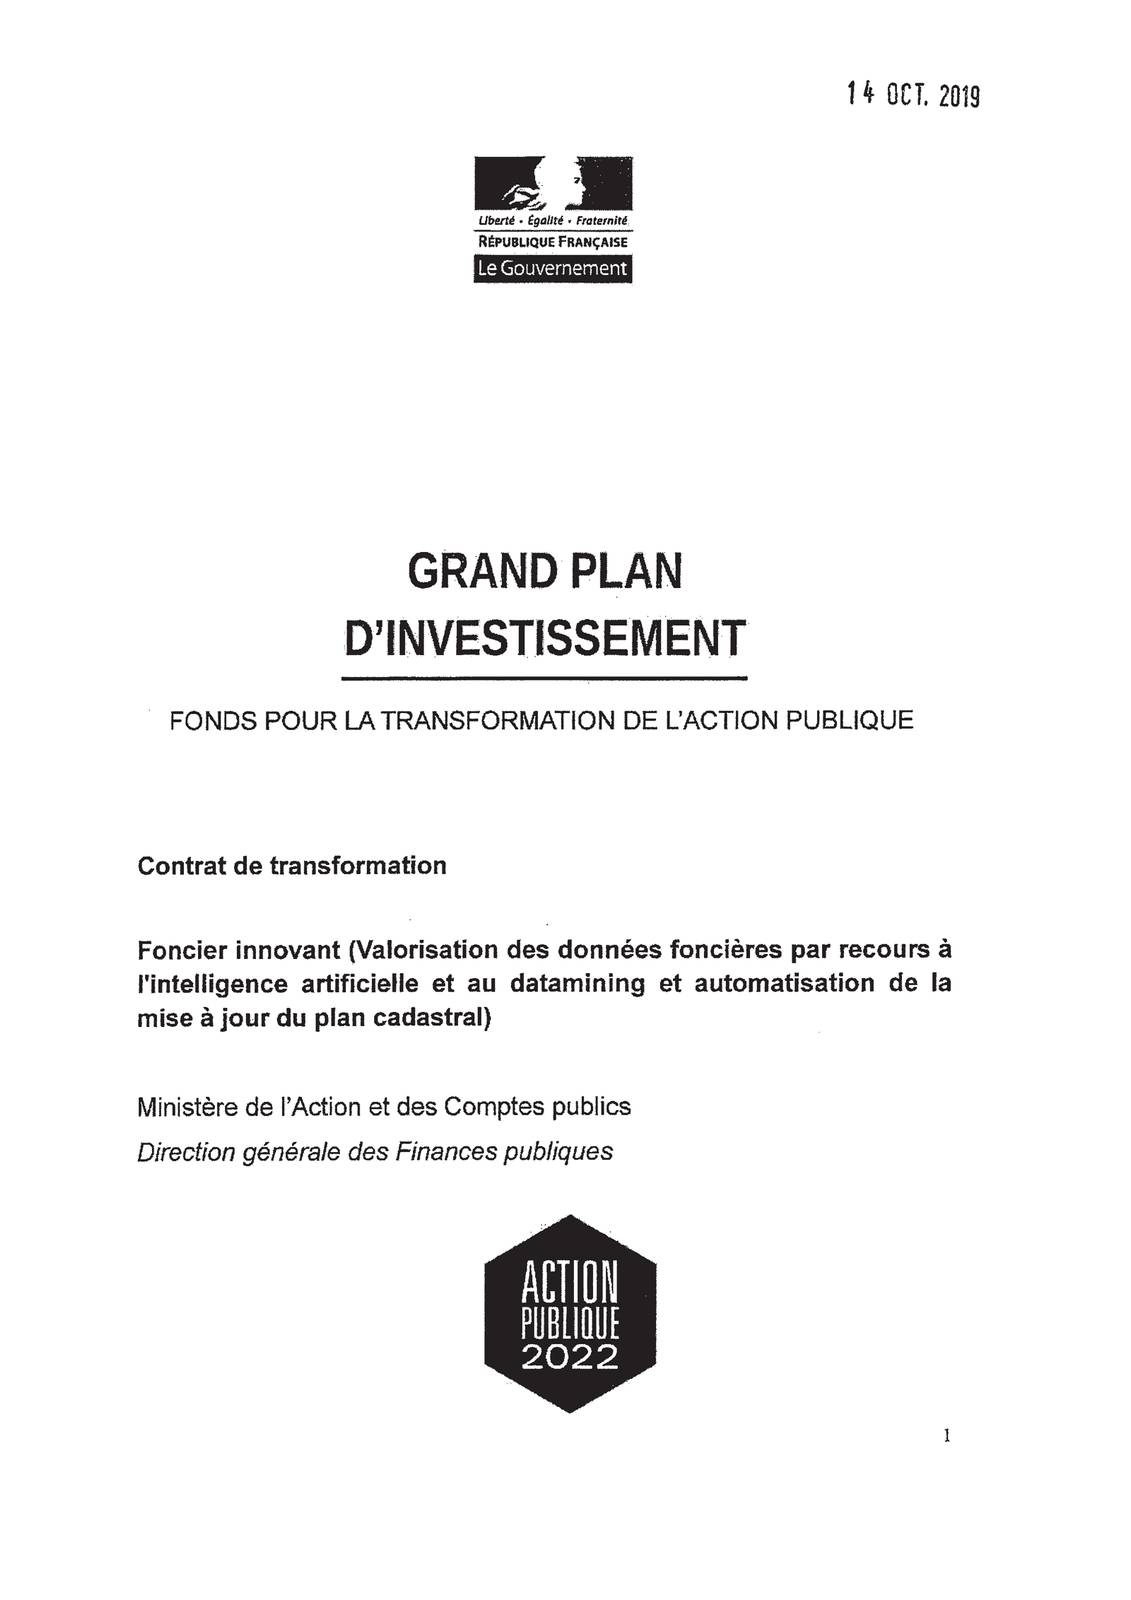 14 OCT. 2019
Liberté • Égalité • Fraternité
RÉPUBLIQUE FRANÇAISE
Le Gouvernement
GRAND PLAN
D'INVESTISSEMENT
FONDS POUR LA TRANSFORMATION DE L'ACTION PUBLIQUE
Contrat de transformation
Foncier innovant (Valorisation des données foncières par recours à
l'intelligence artificielle et au datamining et automatisation de la
mise à jour du plan cadastral)
Ministère de l'Action et des Comptes publics
Direction générale des Finances publiques
ACTION
PUBLIQUE
2022
1